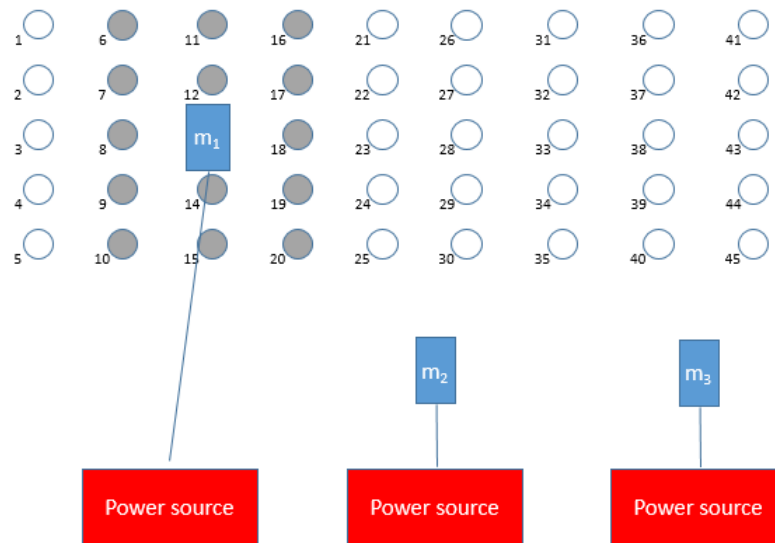 1 6 11 16 21 26 31 36 41
2 7 12 17 22 27 32 37 42
3 8 m₁ 18 23 28 33 38 43
4 9 14 19 24 29 34 39 44
5 10 15 20 25 30 35 40 45
m₂ m₃
Power source Power source Power source